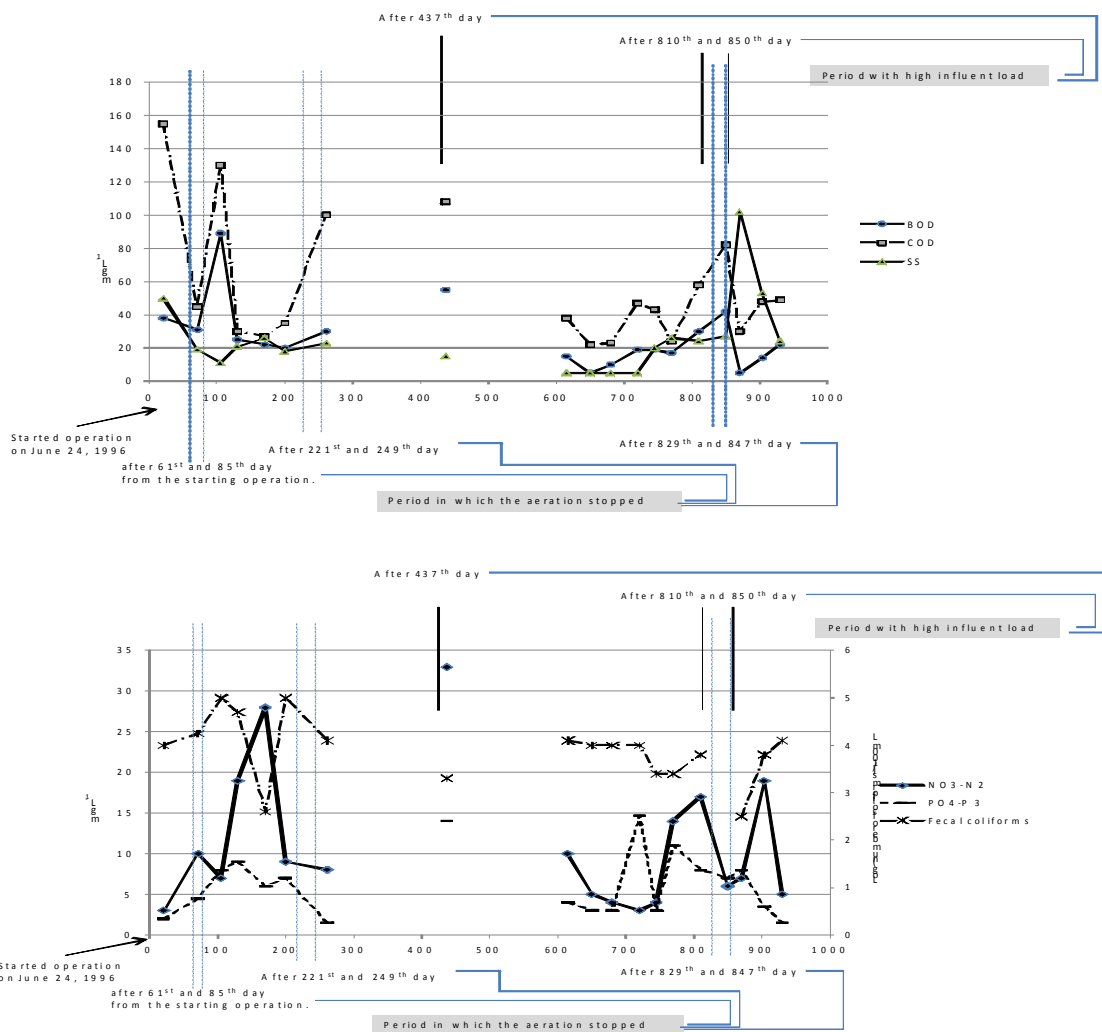 After 437th day
After 810th and 850th day
Period with high influent load
180
160
140
120
100
80
60
40
20
0
mg L-1
0 100 200 300 400 500 600 700 800 900 1000
BOD
COD
SS
Started operation
on June 24, 1996
After 221st and 249th day
After 829th and 847th day
after 61st and 85th day
from the starting operation.
Period in which the aeration stopped
After 437th day
After 810th and 850th day
Period with high influent load
35
30
25
20
15
10
5
0
mg L-1
6
5
4
3
2
1
0
0 100 200 300 400 500 600 700 800 900 1000
NO3-N2
PO4-P3
Fecal coliforms
Started operation
on June 24, 1996
After 221st and 249th day
After 829th and 847th day
after 61st and 85th day
from the starting operation.
Period in which the aeration stopped